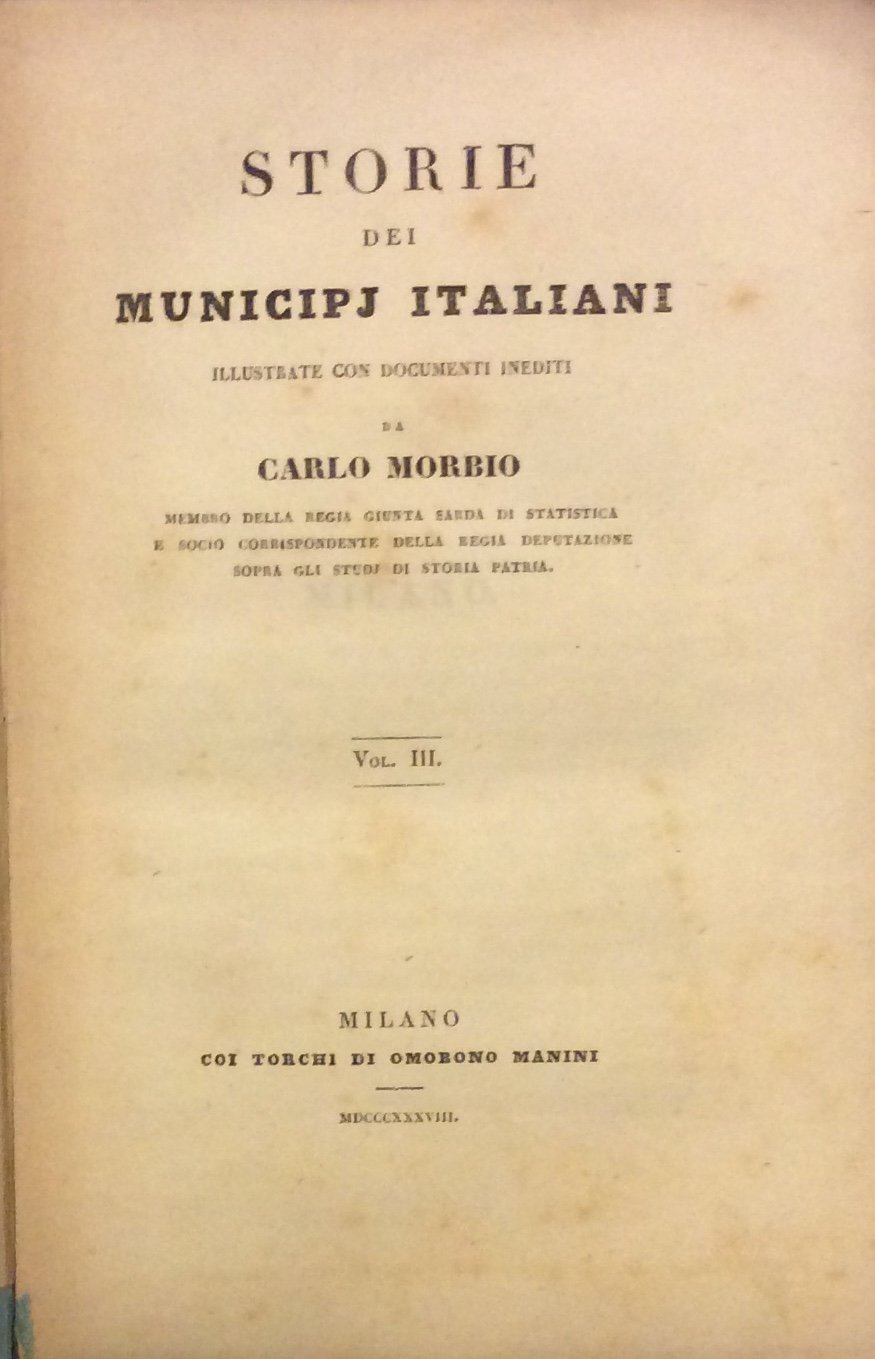 STORIE
DEI
MUNICIPJ ITALIANI
ILLUSTRATE CON DOCUMENTI INEDITI
DA
CARLO MORBIO
MEMBRO DELLA REGIA GIUNTA SARDA DI STATISTICA
E SOCIO CORRISPONDENTE DELLA REGIA DEPUTAZIONE
SOPRA GLI STUDJ DI STORIA PATRIA.
VOL. III.
MILANO
COI TORCHI DI OMOBONO MANINI
MDCCCXXXVIII.